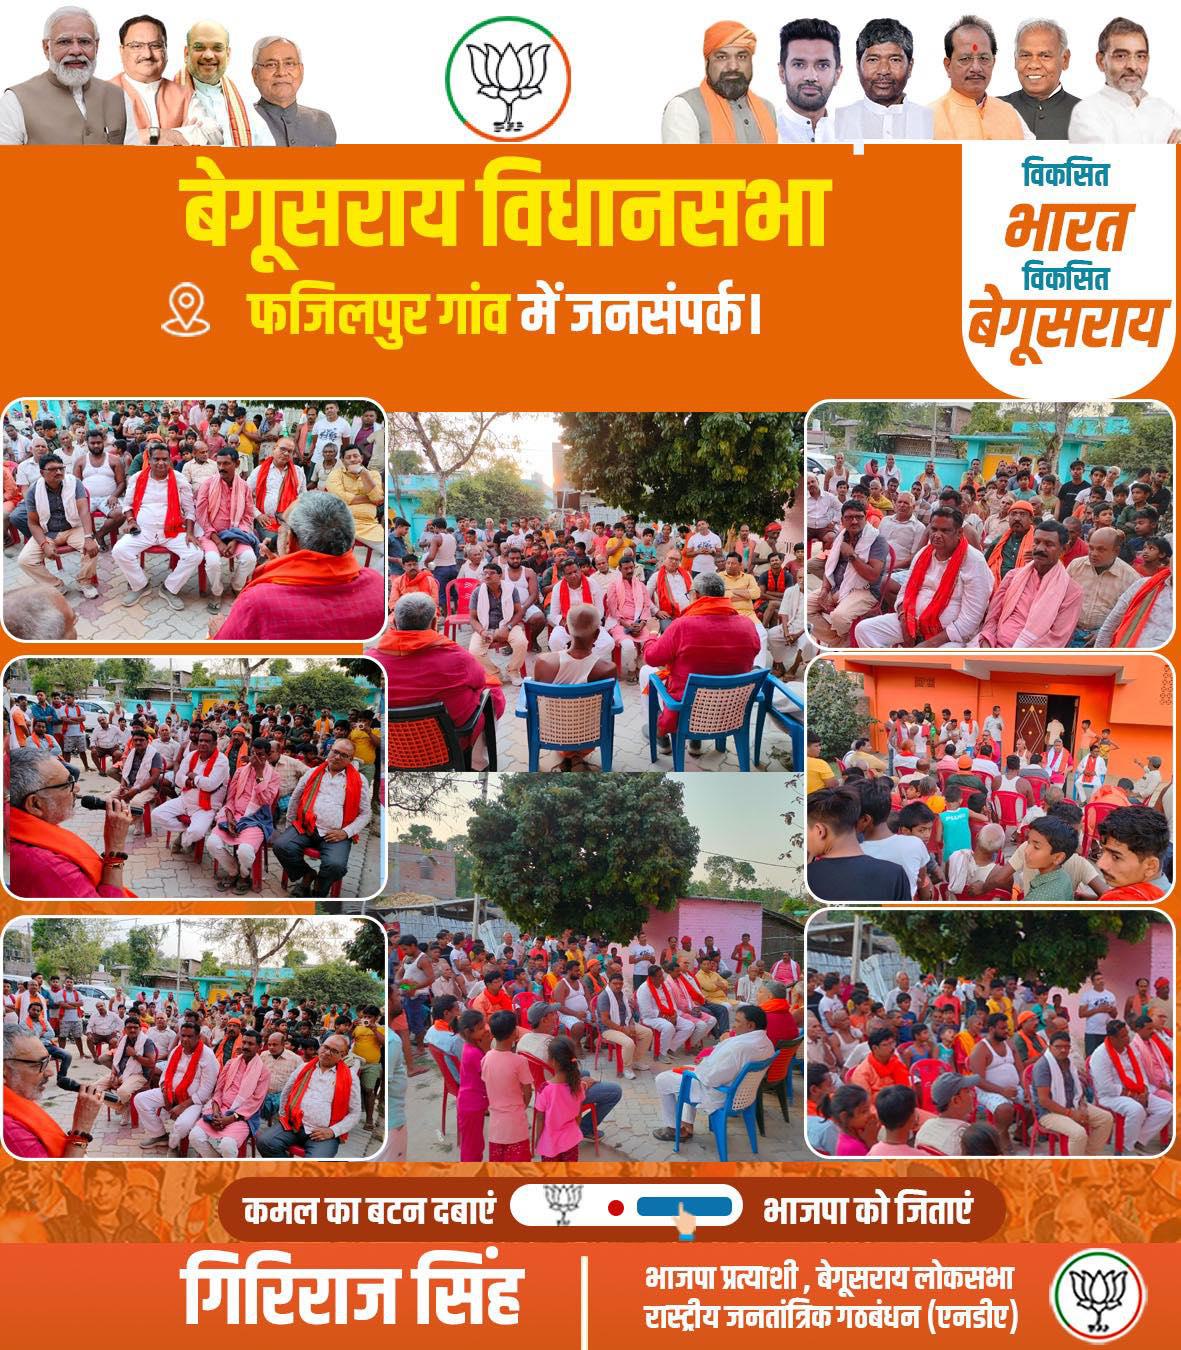 बेगूसराय विधानसभा
फजिलपुर गांव में जनसंपर्क।
विकसित
भारत
विकसित
बेगूसराय
कमल का बटन दबाएं भाजपा को जिताएं
गिरिराज सिंह
भाजपा प्रत्याशी, बेगूसराय लोकसभा
रास्ट्रीय जनतांत्रिक गठबंधन (एनडीए)